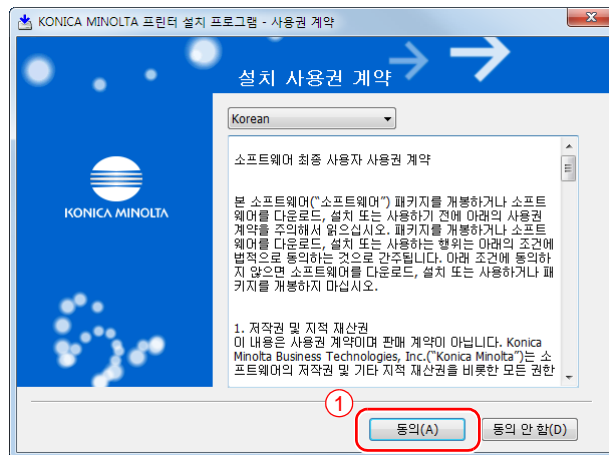 KONICA MINOLTA 프린터 설치 프로그램 - 사용권 계약
설치 사용권 계약
Korean
KONICA MINOLTA
소프트웨어 최종 사용자 사용권 계약
본 소프트웨어("소프트웨어") 패키지를 개봉하거나 소프트
웨어를 다운로드, 설치 또는 사용하기 전에 아래의 사용권
계약을 주의해서 읽으십시오. 패키지를 개봉하거나 소프트
웨어를 다운로드, 설치 또는 사용하는 행위는 아래의 조건에
법적으로 동의하는 것으로 간주됩니다. 아래 조건에 동의하
지 않으면 소프트웨어를 다운로드, 설치 또는 사용하거나 패
키지를 개봉하지 마십시오.
1. 저작권 및 지적 재산권
이 내용은 사용권 계약이며 판매 계약이 아닙니다. Konica
Minolta Business Technologies, Inc.("Konica Minolta")는 소
프트웨어의 저작권 및 기타 지적 재산권을 비롯한 모든 권한
1
동의(A)
동의 안 함(D)